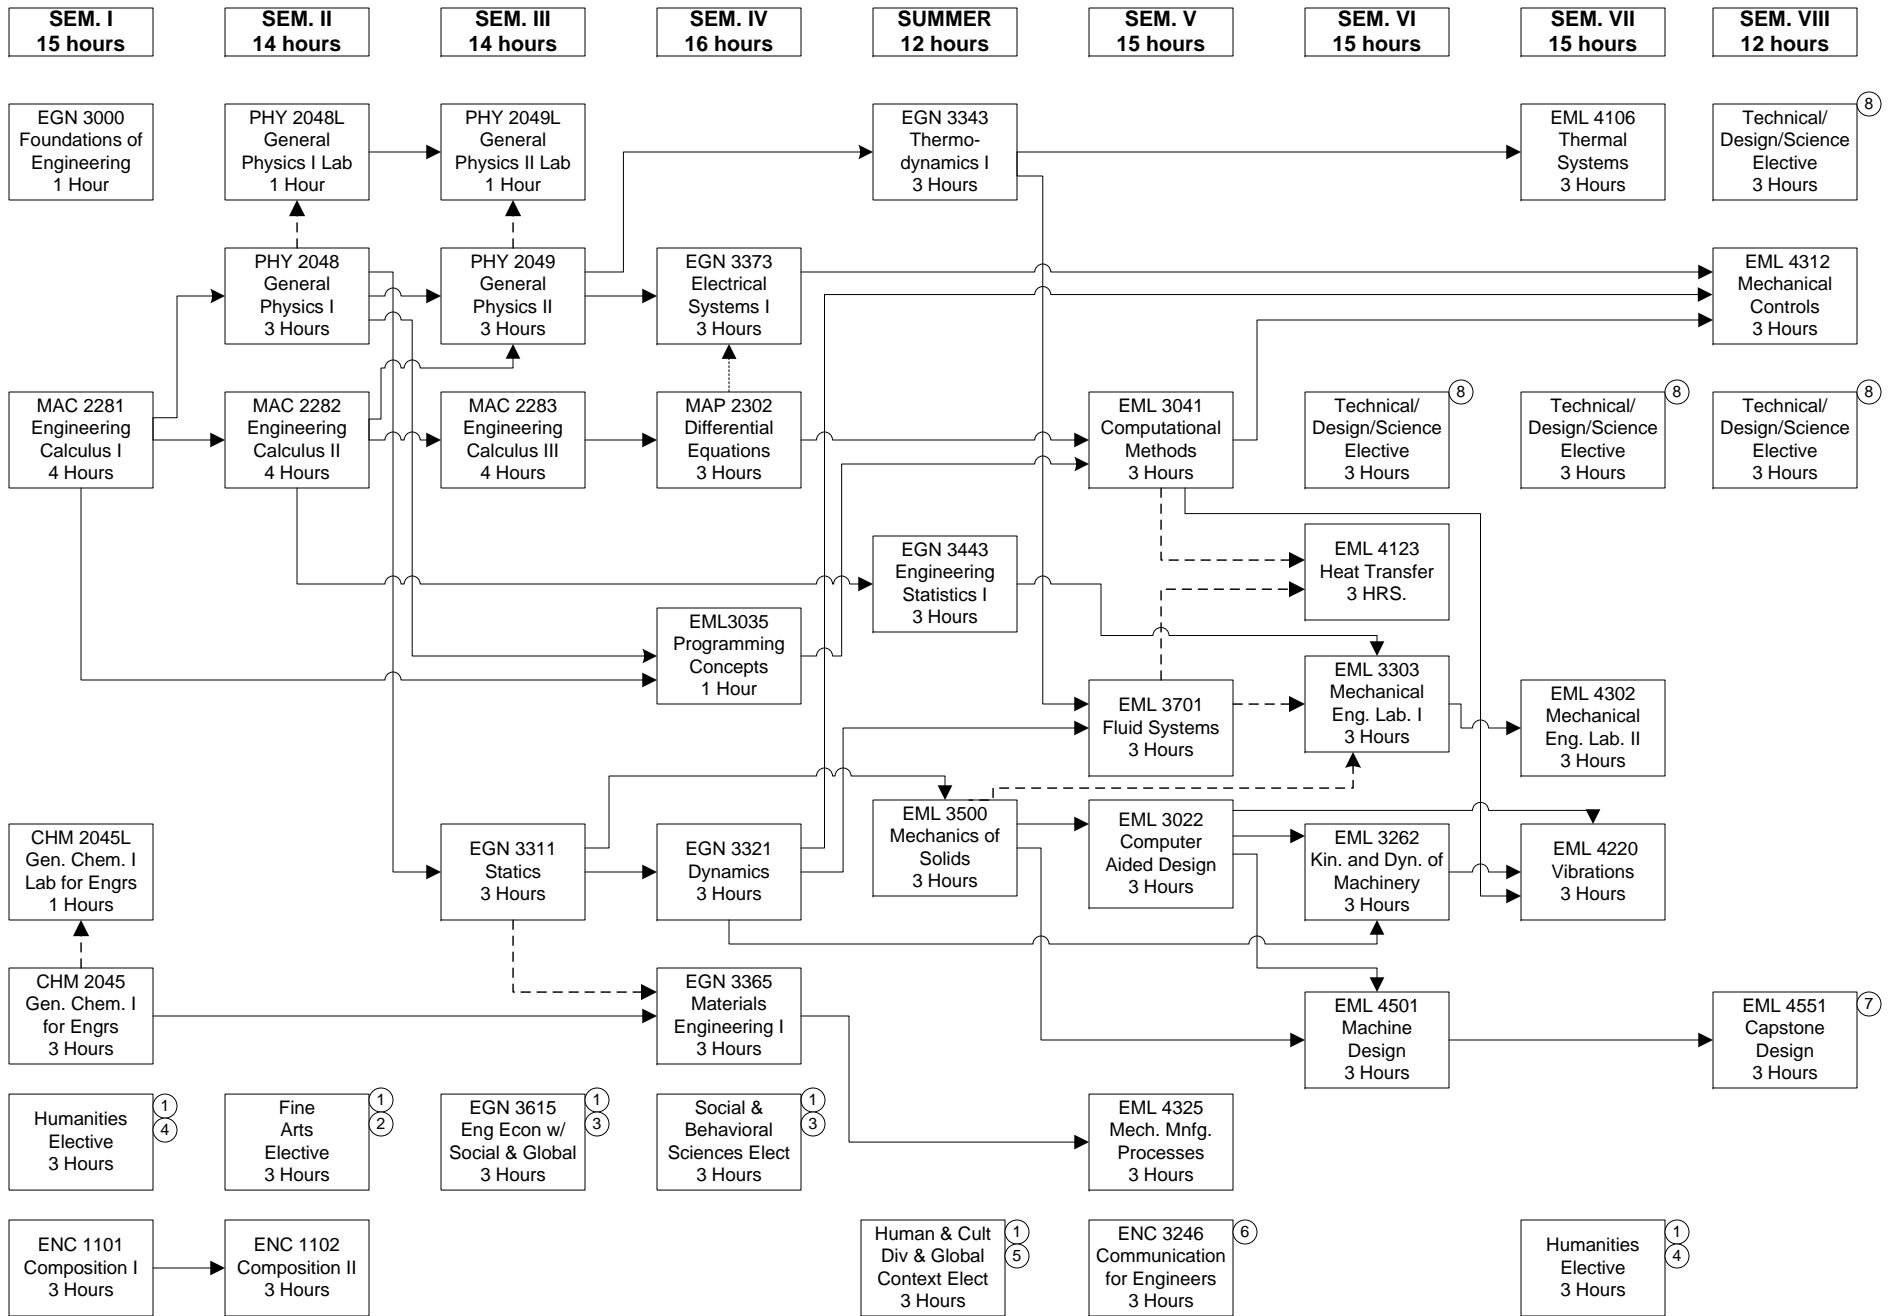 SEM. I
15 hours
SEM. II
14 hours
SEM. III
14 hours
SEM. IV
16 hours
SUMMER
12 hours
SEM. V
15 hours
SEM. VI
15 hours
SEM. VII
15 hours
SEM. VIII
12 hours
EGN 3000
Foundations of
Engineering
1 Hour
PHY 2048L
General
Physics I Lab
1 Hour
PHY 2049L
General
Physics II Lab
1 Hour
EGN 3343
Thermo-
dynamics I
3 Hours
EML 4106
Thermal
Systems
3 Hours
Technical/
Design/Science
Elective
3 Hours
8
PHY 2048
General
Physics I
3 Hours
PHY 2049
General
Physics II
3 Hours
EGN 3373
Electrical
Systems I
3 Hours
EML 4312
Mechanical
Controls
3 Hours
MAC 2281
Engineering
Calculus I
4 Hours
MAC 2282
Engineering
Calculus II
4 Hours
MAC 2283
Engineering
Calculus III
4 Hours
MAP 2302
Differential
Equations
3 Hours
EML 3041
Computational
Methods
3 Hours
Technical/
Design/Science
Elective
3 Hours
8
Technical/
Design/Science
Elective
3 Hours
8
Technical/
Design/Science
Elective
3 Hours
8
EGN 3443
Engineering
Statistics I
3 Hours
EML 4123
Heat Transfer
3 HRS.
EML3035
Programming
Concepts
1 Hour
EML 3701
Fluid Systems
3 Hours
EML 3303
Mechanical
Eng. Lab. I
3 Hours
EML 4302
Mechanical
Eng. Lab. II
3 Hours
CHM 2045L
Gen. Chem. I
Lab for Engrs
1 Hours
EGN 3311
Statics
3 Hours
EGN 3321
Dynamics
3 Hours
EML 3500
Mechanics of
Solids
3 Hours
EML 3022
Computer
Aided Design
3 Hours
EML 3262
Kin. and Dyn. of
Machinery
3 Hours
EML 4220
Vibrations
3 Hours
CHM 2045
Gen. Chem. I
for Engrs
3 Hours
EGN 3365
Materials
Engineering I
3 Hours
EML 4501
Machine
Design
3 Hours
EML 4551
Capstone
Design
3 Hours
7
Humanities
Elective
3 Hours
1
4
Fine
Arts
Elective
3 Hours
1
2
EGN 3615
Eng Econ w/
Social & Global
3 Hours
1
3
Social &
Behavioral
Sciences Elect
3 Hours
1
3
EML 4325
Mech. Mnfg.
Processes
3 Hours
ENC 1101
Composition I
3 Hours
ENC 1102
Composition II
3 Hours
Human & Cult
Div & Global
Context Elect
3 Hours
1
5
ENC 3246
Communication
for Engineers
3 Hours
6
Humanities
Elective
3 Hours
1
4